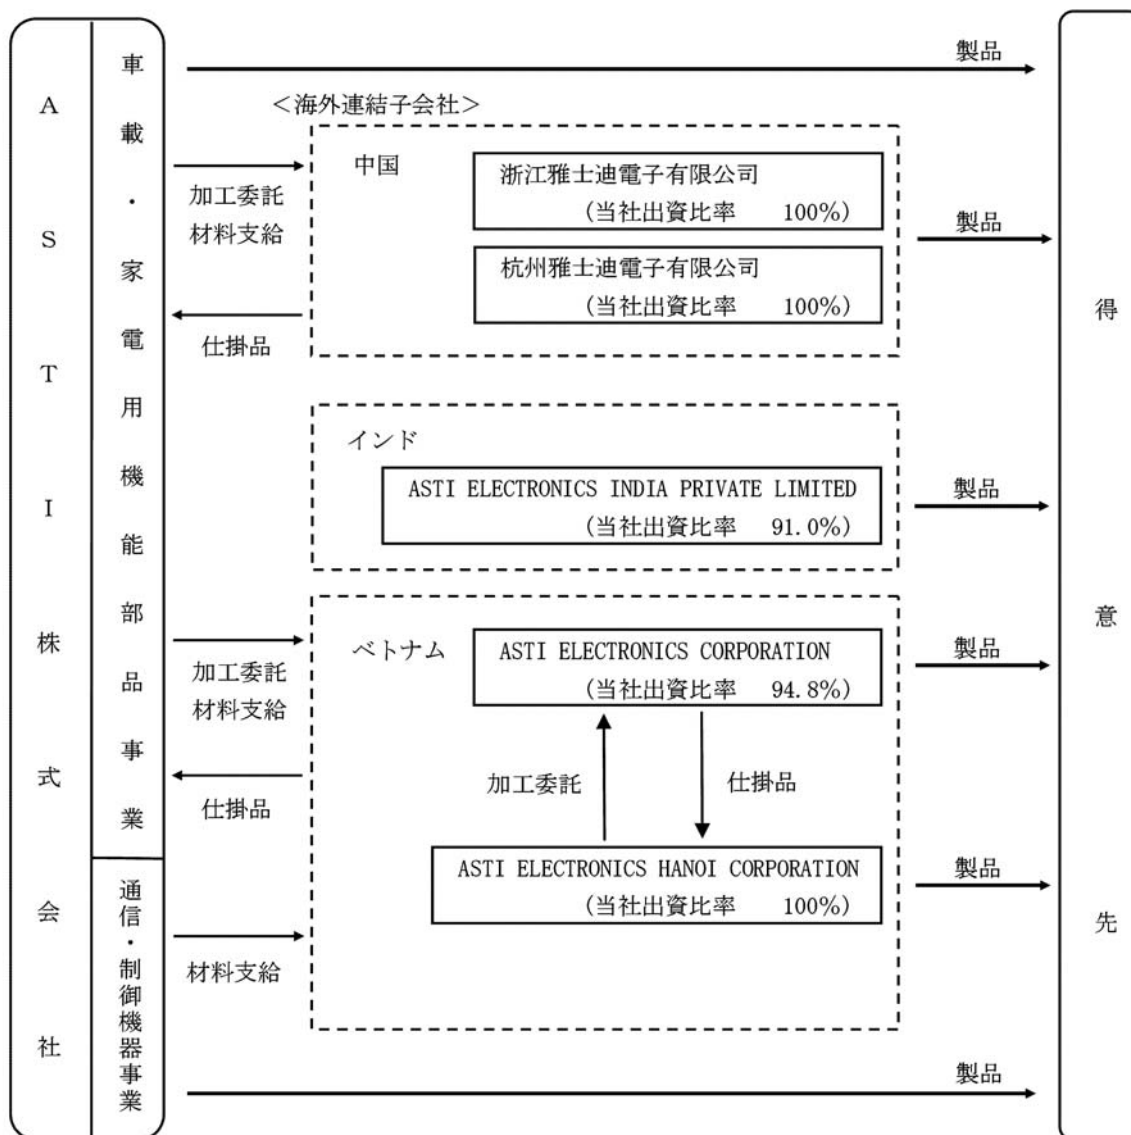 ASTI株式会社
車載・家電用機能部品事業
通信・制御機器事業
製品
＜海外連結子会社＞
加工委託
材料支給
仕掛品
中国
浙江雅士迪電子有限公司
（当社出資比率　100%）
杭州雅士迪電子有限公司
（当社出資比率　100%）
製品
インド
ASTI ELECTRONICS INDIA PRIVATE LIMITED
（当社出資比率　91.0%）
製品
加工委託
材料支給
仕掛品
ベトナム
ASTI ELECTRONICS CORPORATION
（当社出資比率　94.8%）
製品
加工委託
仕掛品
ASTI ELECTRONICS HANOI CORPORATION
（当社出資比率　100%）
製品
材料支給
製品
得意先